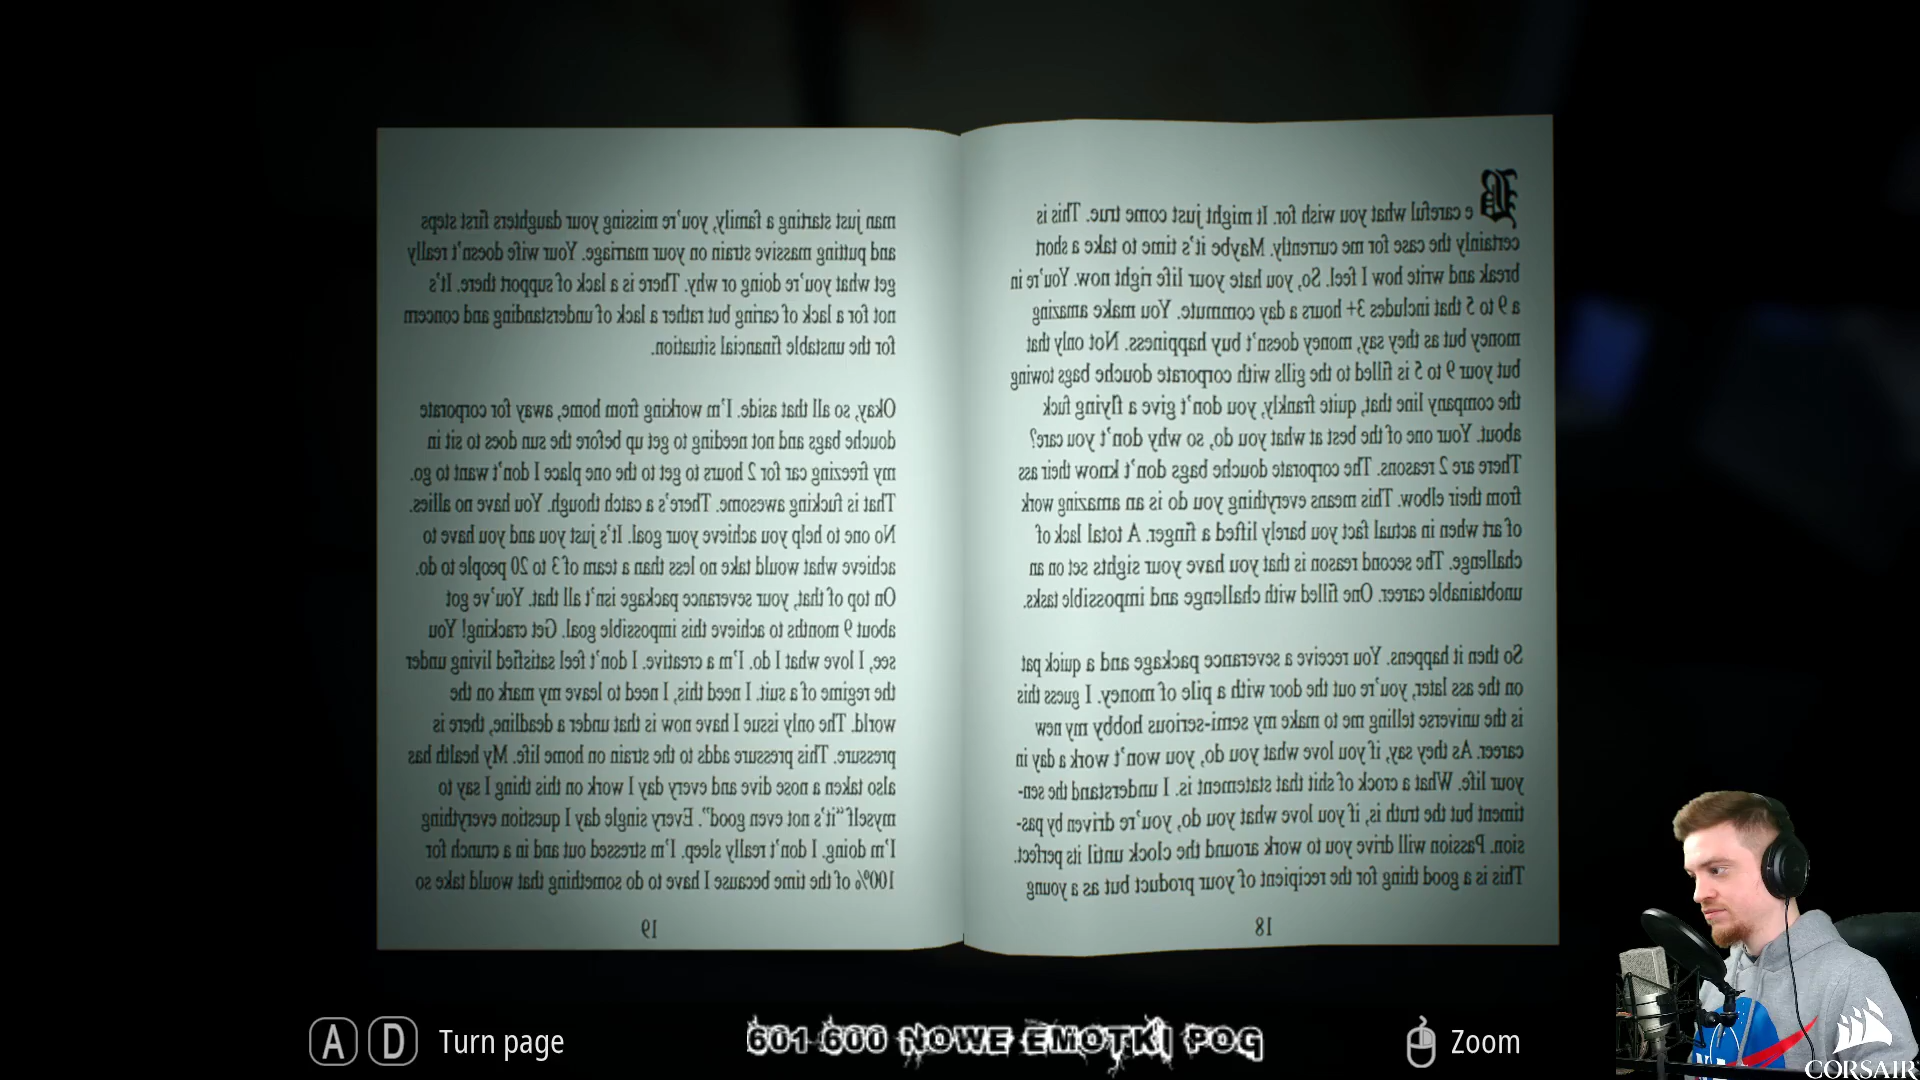 Be careful what you wish for. It might just come true. This is
certainly the case for me currently. Maybe it's time to take a short
break and write how I feel. So, you hate your life right now. You're in
a 9 to 5 that includes 3+ hours a day commute. You make amazing
money but as they say, money doesn't buy happiness. Not only that
but your 9 to 5 is filled to the gills with corporate douche bags towing
the company line that, quite frankly, you don't give a flying fuck
about. Your one of the best at what you do, so why don't you care?
There are 2 reasons. The corporate douche bags don't know their ass
from their elbow. This means everything you do is an amazing work
of art when in actual fact you barely lifted a finger. A total lack of
challenge. The second reason is that you have your sights set on an
unobtainable career. One filled with challenge and impossible tasks.
So then it happens. You receive a severance package and a quick pat
on the ass later, you're out the door with a pile of money. I guess this
is the universe telling me to make my semi-serious hobby my new
career. As they say, if you love what you do, you won't work a day in
your life. What a crock of shit that statement is. I understand the sen-
timent but the truth is, if you love what you do, you're driven by pas-
sion. Passion will drive you to work around the clock until its perfect.
This is a good thing for the recipient of your product but as a young
18
man just starting a family, you're missing your daughters first steps
and putting massive strain on your marriage. Your wife doesn't really
get what you're doing or why. There is a lack of support there. It's
not for a lack of caring but rather a lack of understanding and concern
for the unstable financial situation.
Okay, so all that aside. I'm working from home, away for corporate
douche bags and not needing to get up before the sun does to sit in
my freezing car for 2 hours to get to the one place I don't want to go.
That is fucking awesome. There's a catch though. You have no allies.
No one to help you achieve your goal. It's just you and you have to
achieve what would take no less than a team of 3 to 20 people to do.
On top of that, your severance package isn't all that. You've got
about 9 months to achieve this impossible goal. Get cracking! You
see, I love what I do. I'm a creative. I don't feel satisfied living under
the regime of a suit. I need this, I need to leave my mark on the
world. The only issue I have now is that under a deadline, there is
pressure. This pressure adds to the strain on home life. My health has
also taken a nose dive and every day I work on this thing I say to
myself “it's not even good”. Every single day I question everything
I'm doing. I don't really sleep. I'm stressed out and in a crunch for
100% of the time because I have to do something that would take so
19
A D Turn page
601 600 NOWE EMOTKI POG
Zoom
CORSAIR